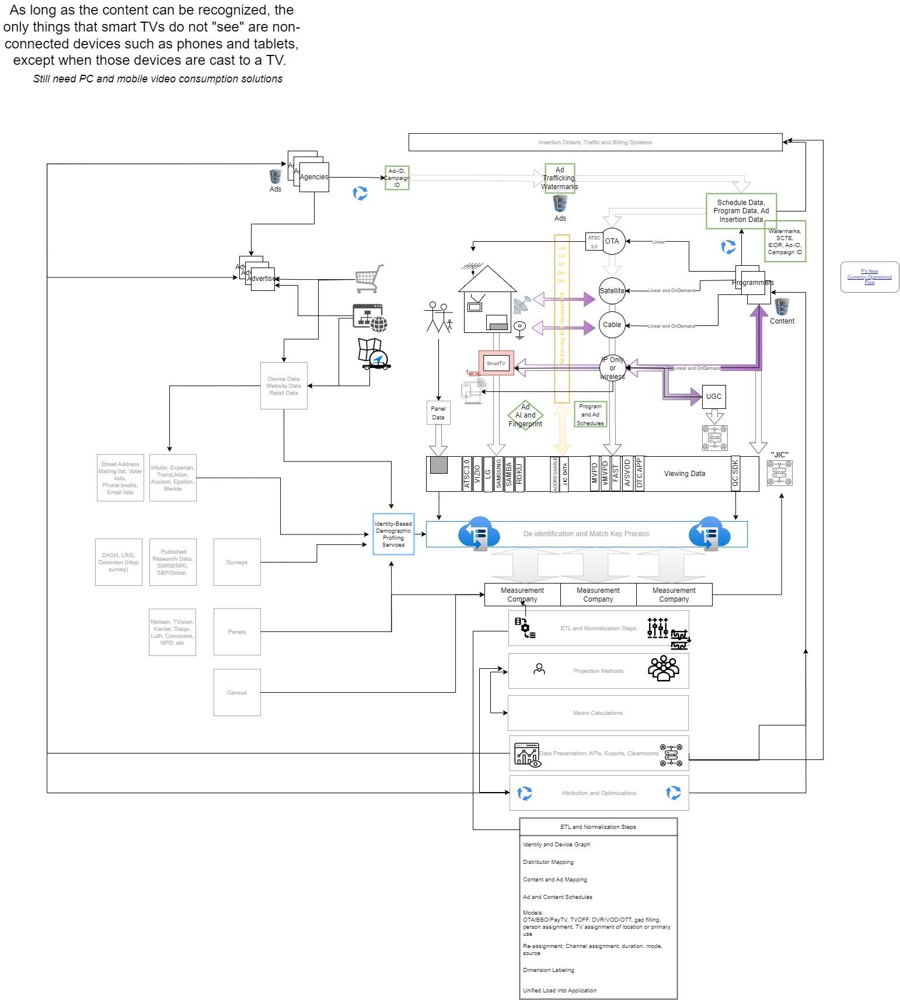 As long as the content can be recognized, the
only things that smart TVs do not "see" are non-
connected devices such as phones and tablets,
except when those devices are cast to a TV.
Still need PC and mobile video consumption solutions
Insertion Orders, Traffic and Billing Systems
Agencies
Ads
Ad-ID,
Campaign
ID
Ad
Trafficking,
Watermarks
Ads
Schedule Data,
Program Data, Ad
Insertion Data
Watermarks,
SCTE,
EIDR, Ad-ID,
Campaign ID
ATSC
3.0
OTA
Linear
Live
C3
C7
D4+
D8+
Ad serving and replacement
Adv
Adv
Advertiser
Programmers
Content
P's New
Currency Operational
Flow
Satellite
Linear and OnDemand
Cable
Linear and OnDemand
IP Only
or
wireless
Linear and OnDemand
SmartTV
UGC
Device Data
Website Data
Retail Data
Panel
Data
Ad
AI and
Fingerprint
Program
and Ad
Schedules
"JIC"
Street Address
Mailing list, Voter
lists,
Phone books,
Email lists
Infutor, Experian,
TransUnion,
Acxiom, Epsilon,
Merkle
ATSC3.0
VIZIO
LG
SAMSUNG
SAMBA
ROKU
ADDRESSABLE
JIC DATA
MVPD
vMVPD
FAST
A/SVOD
DTC APP
Viewing Data
QC SDK
Identity-Based
Demographic
Profiling
Services
De-identification and Match Key Process
DASH, LRG,
Dominion (Hisp
survey)
Published
Research Data,
SMRB/MRI,
S&PGlobal,
Surveys
Measurement
Company
Measurement
Company
Measurement
Company
Nielsen, TVision,
Kantar, Disqo,
Luth, Comscore,
NPD, etc
Panels
ETL and Normalization Steps
Projection Methods
Census
Metric Calculations
Data Presentation, APIs, Exports, Cleanrooms
Attribution and Optimizations
ETL and Normalization Steps
Identity and Device Graph
Distributor Mapping
Content and Ad Mapping
Ad and Content Schedules
Models:
OTA/BBO/PayTV, TVOFF, DVR/VOD/OTT, gap filling,
person assignment, TV assignment of location or primary
use
Re-assignment: Channel assignment, duration, mode,
source
Dimension Labeling
Unified Load into Application